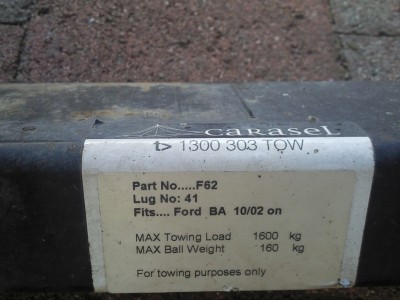 CARASEL
1300 303 TOW
Part No.....F62
Lug No: 41
Fits.... Ford BA 10/02 on
MAX Towing Load 1600 kg
MAX Ball Weight 160 kg
For towing purposes only